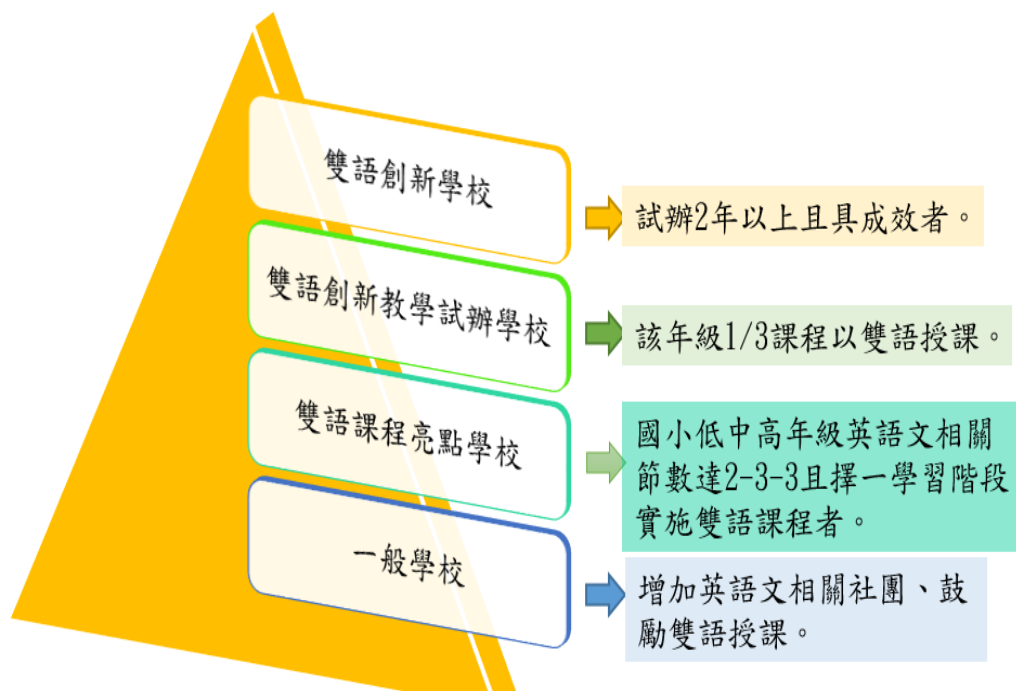 雙語創新學校
試辦2年以上且具成效者。
雙語創新教學試辦學校
該年級1/3課程以雙語授課。
雙語課程亮點學校
國小低中高年級英語文相關
節數達2-3-3且擇一學習階段
實施雙語課程者。
一般學校
增加英語文相關社團、鼓
勵雙語授課。